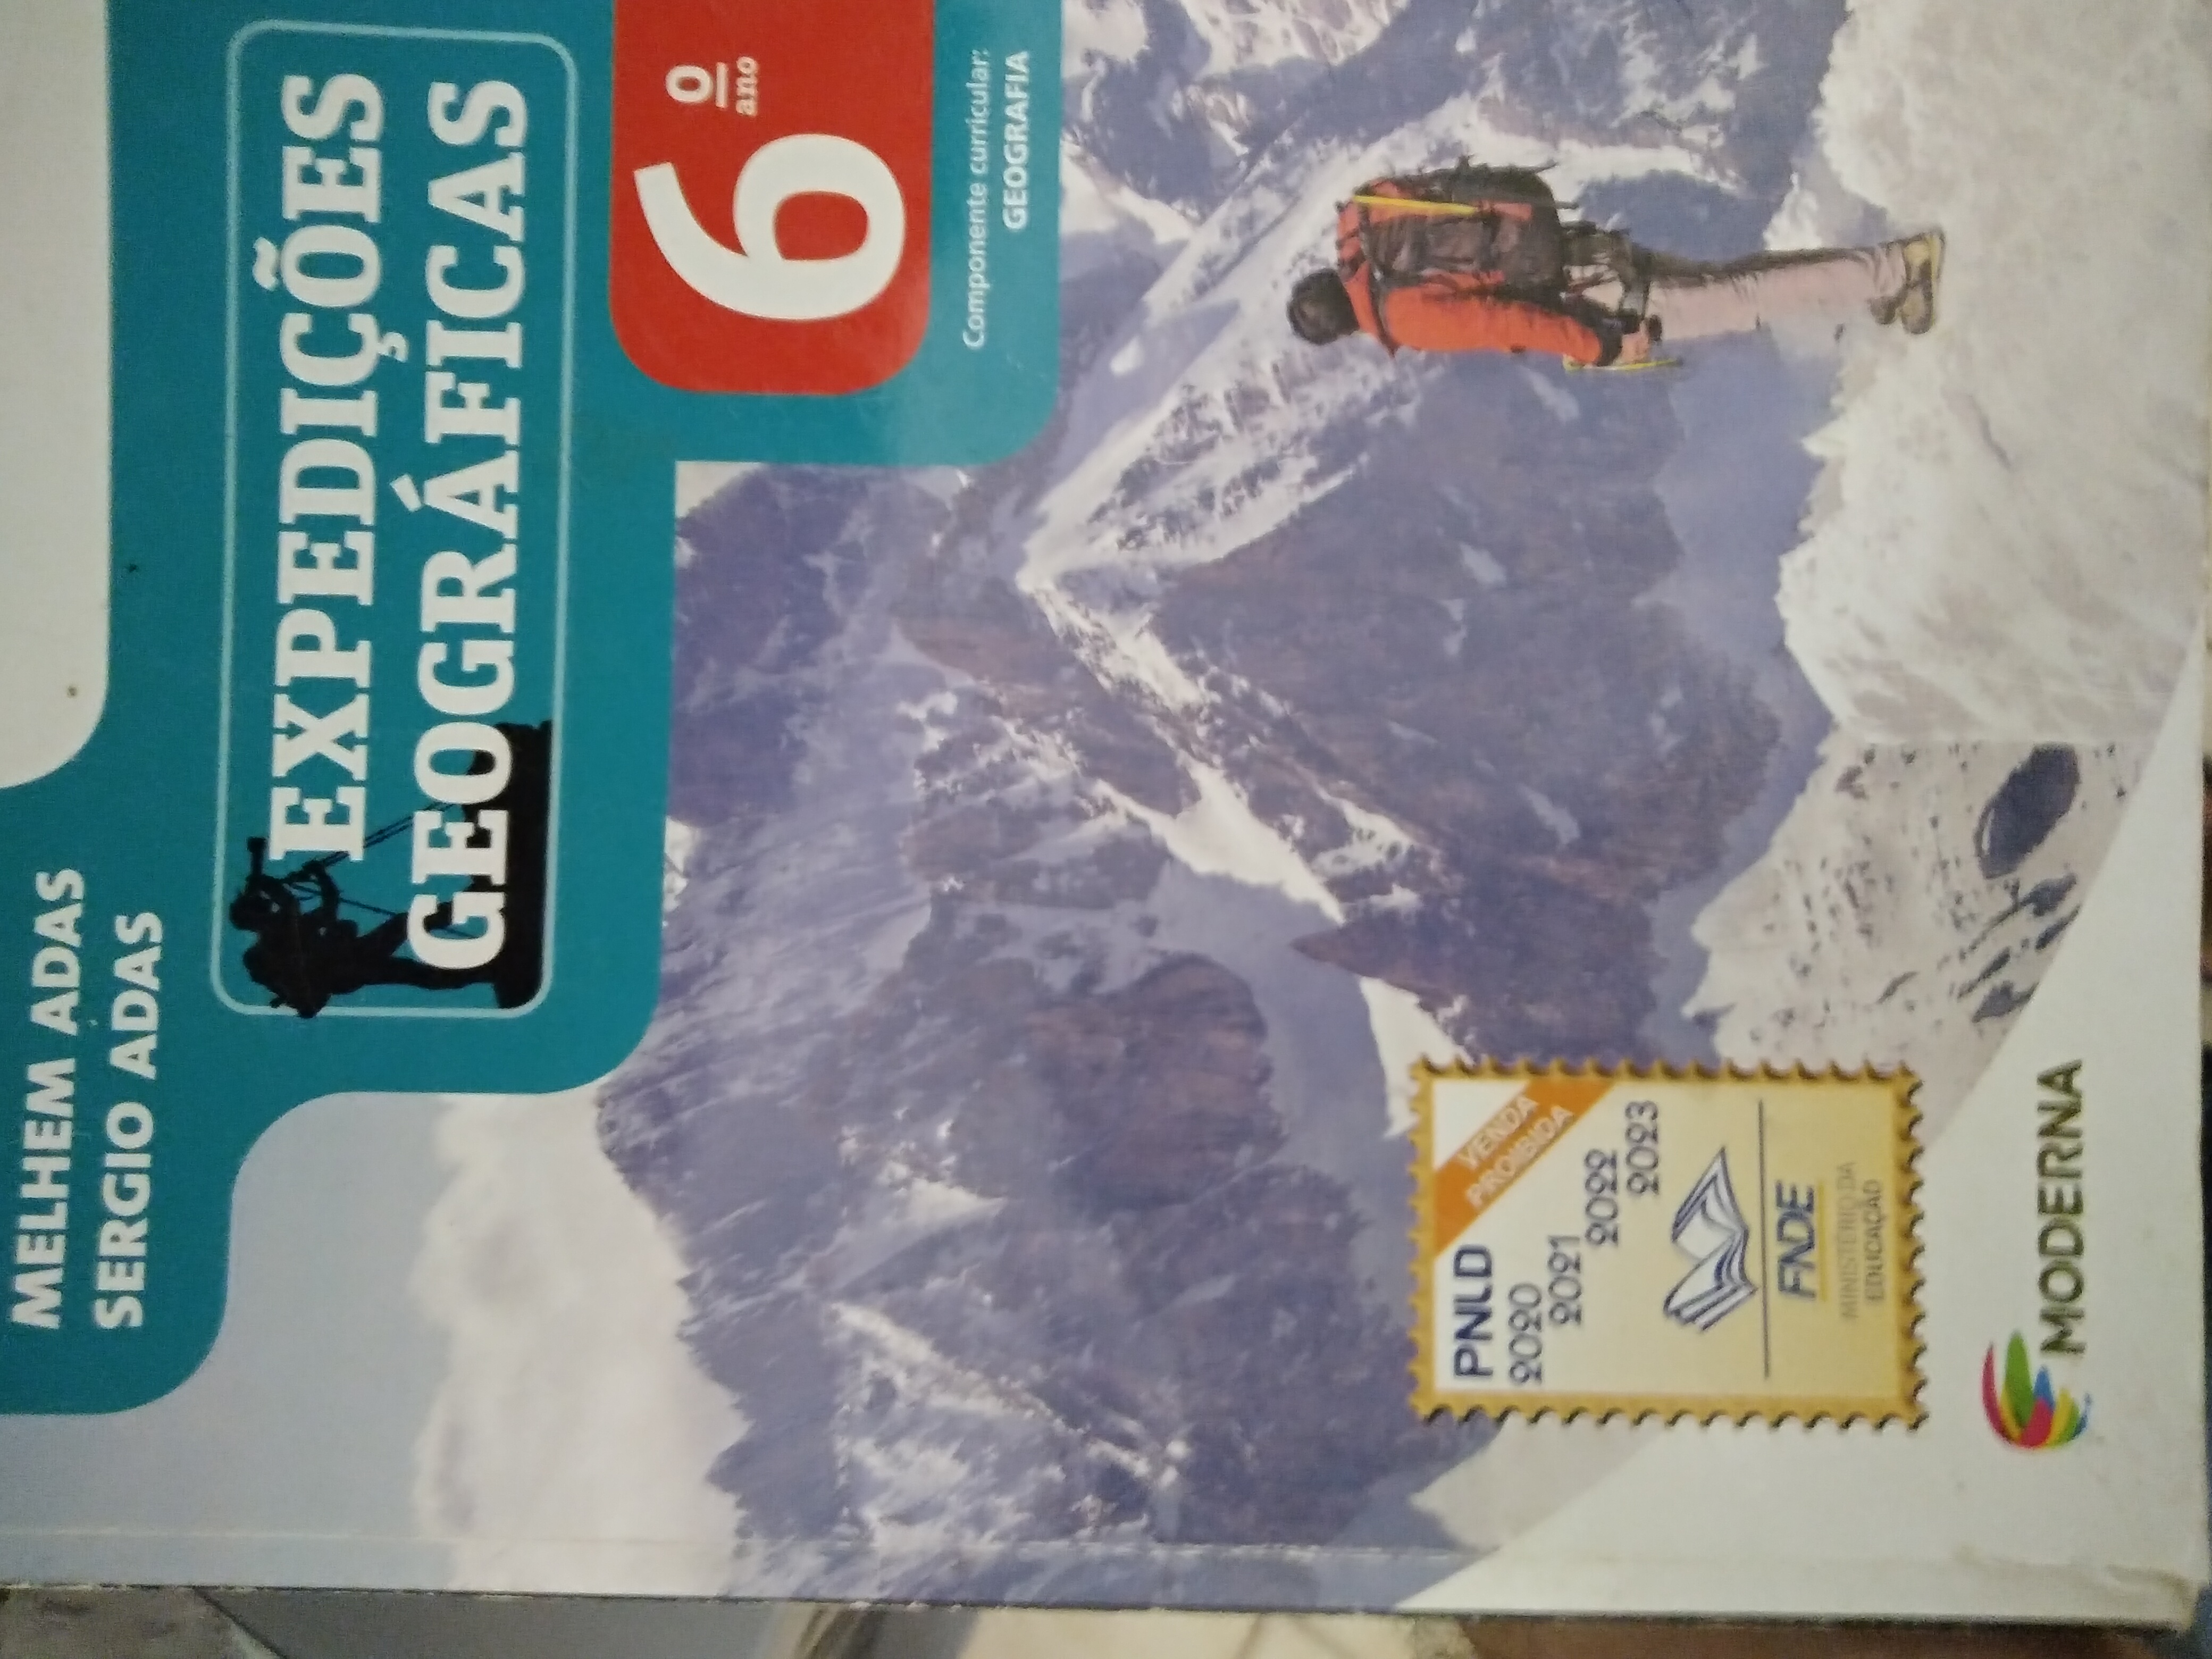 MELHEM ADAS
SERGIO ADAS
EXPEDIÇÕES
GEOGRÁFICAS
6º
ano
Componente curricular:
GEOGRAFIA
PNLD
2020
2021
2022
2023
VENDA
PROIBIDA
FNDE
MINISTÉRIO DA
EDUCAÇÃO
MODERNA